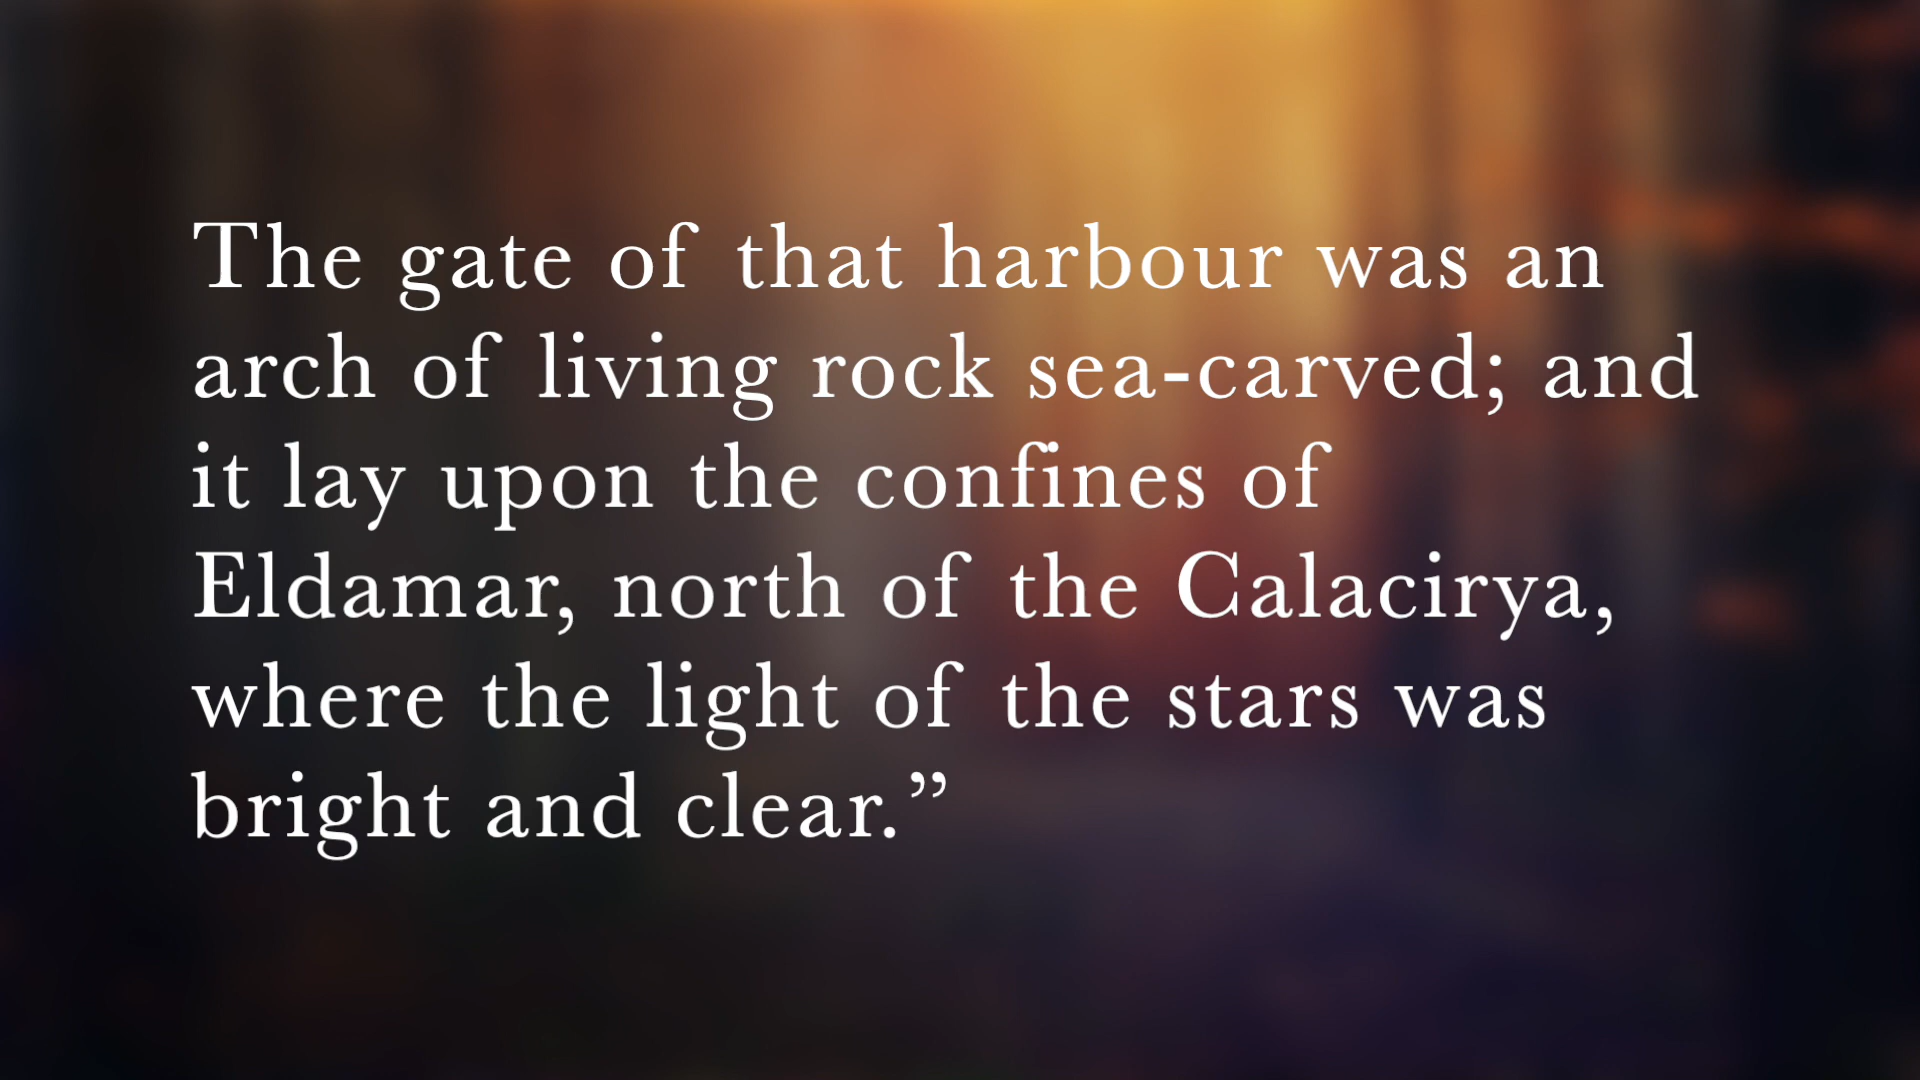 The gate of that harbour was an
arch of living rock sea-carved; and
it lay upon the confines of
Eldamar, north of the Calacirya,
where the light of the stars was
bright and clear.”